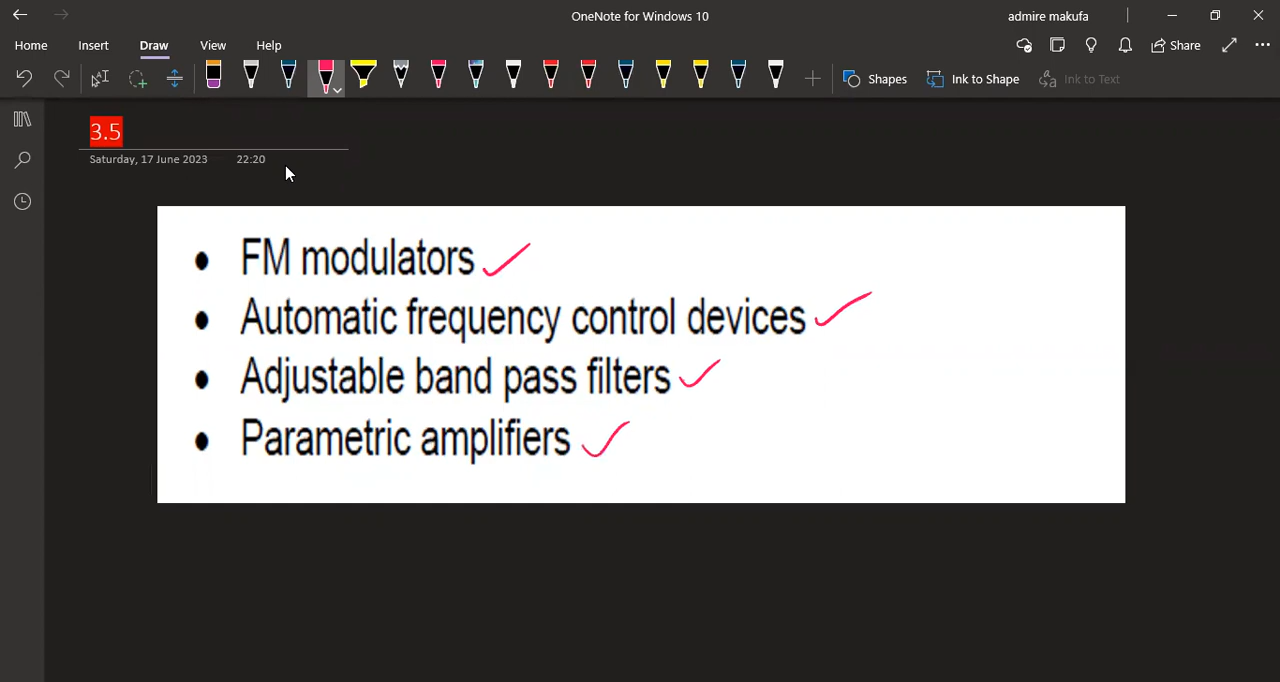 OneNote for Windows 10
admire makufa
Home Insert Draw View Help
Share
Shapes Ink to Shape Ink to Text
3.5
Saturday, 17 June 2023 22:20
• FM modulators
• Automatic frequency control devices
• Adjustable band pass filters
• Parametric amplifiers